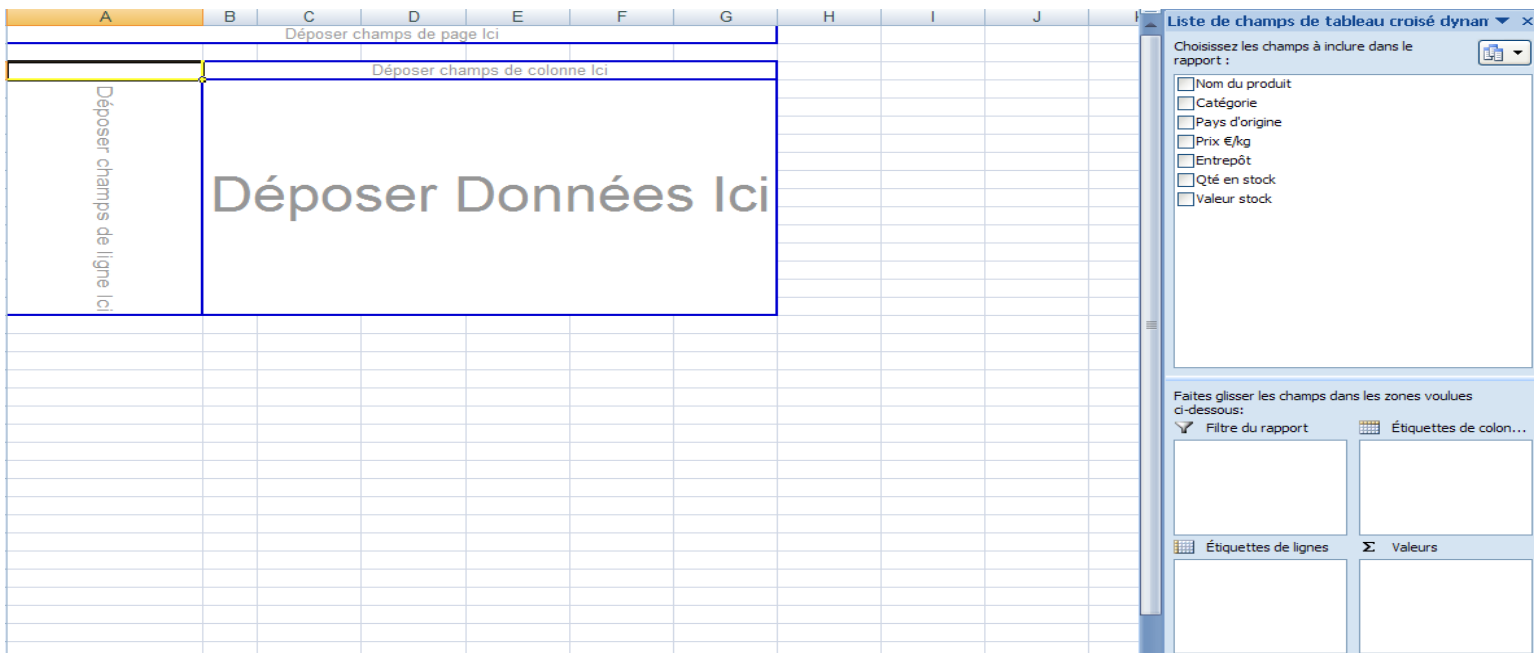 A B C D E F G H I J
Déposer champs de page Ici
Déposer champs de colonne Ici
Déposer champs de ligne Ici
Déposer Données Ici
Liste de champs de tableau croisé dynam
Choisissez les champs à inclure dans le
rapport :
Nom du produit
Catégorie
Pays d'origine
Prix €/kg
Entrepôt
Qté en stock
Valeur stock
Faites glisser les champs dans les zones voulues
ci-dessous:
Filtre du rapport
Étiquettes de colon...
Étiquettes de lignes
Σ Valeurs